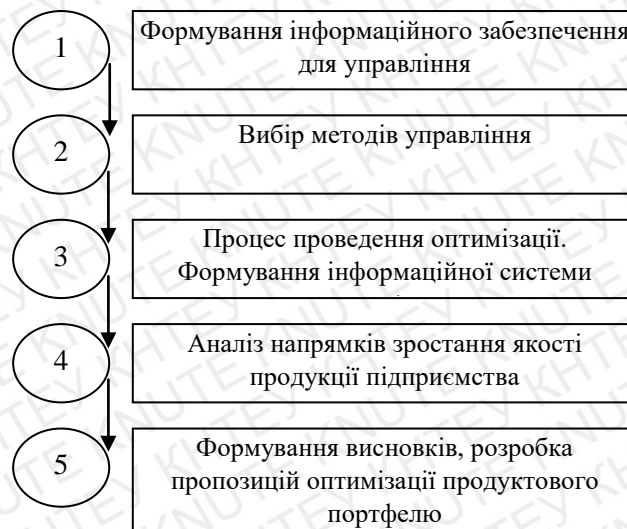 1
Формування інформаційного забезпечення
для управління
2
Вибір методів управління
3
Процес проведення оптимізації.
Формування інформаційної системи
4
Аналіз напрямків зростання якості
продукції підприємства
5
Формування висновків, розробка
пропозицій оптимізації продуктового
портфелю